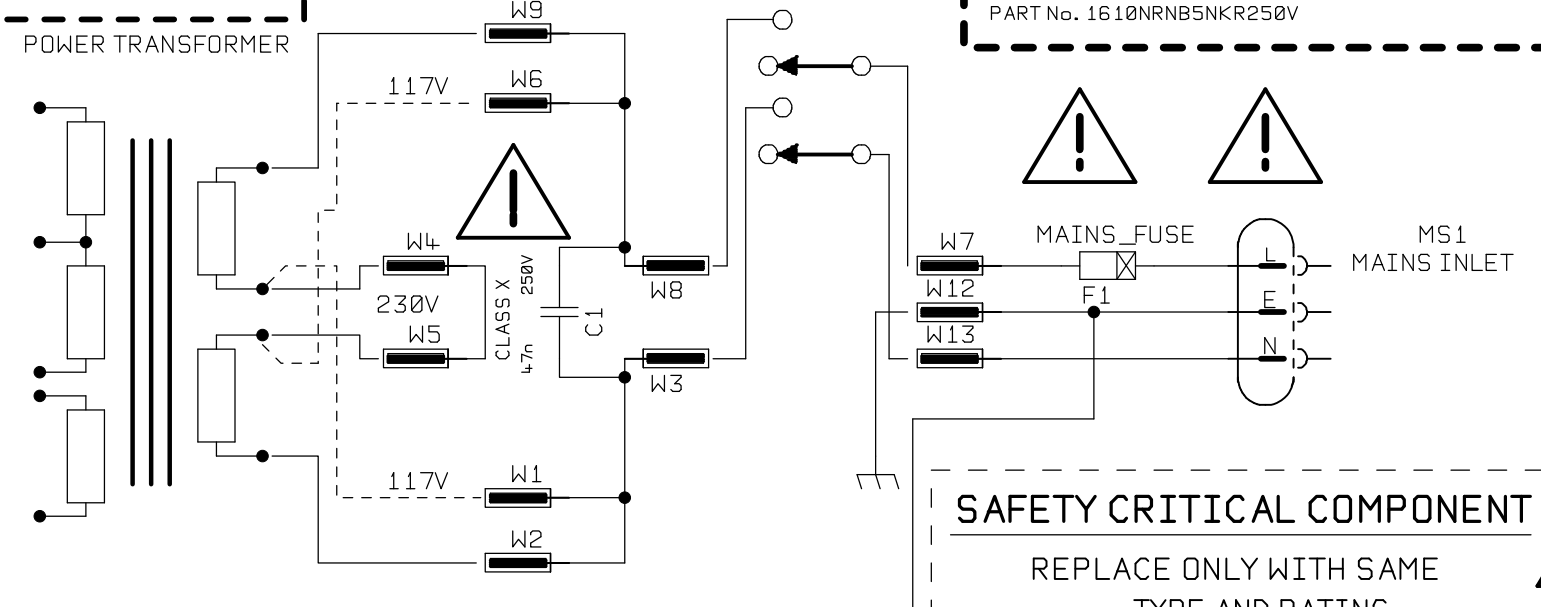 W9
PART No. 1610NRNB5NKR250V
POWER TRANSFORMER
117V
W6
W4
W7
MAINS_FUSE
L
MS1
MAINS INLET
230V
CLASS X
250V
47n
C1
W8
W12
F1
E
W5
W3
W13
N
117V
W1
W2
SAFETY CRITICAL COMPONENT
REPLACE ONLY WITH SAME
TYPE AND RATING